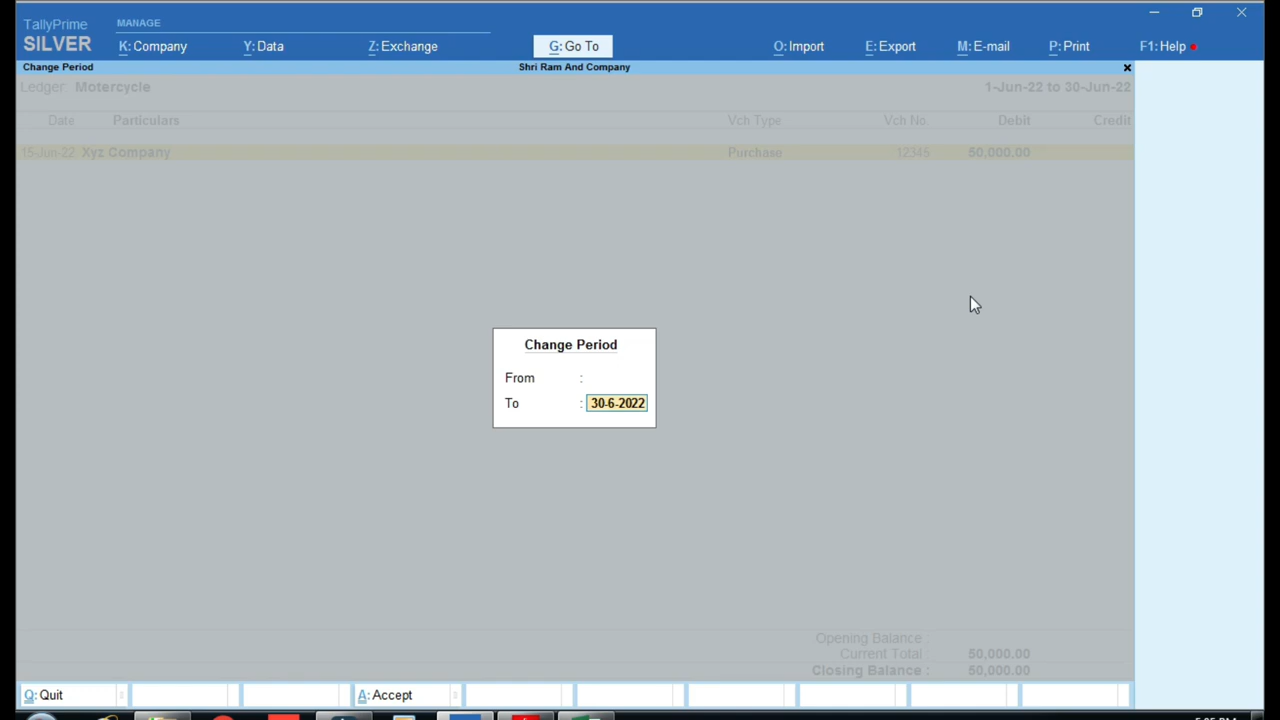 TallyPrime
MANAGE
SILVER
K: Company
Y: Data
Z: Exchange
G: Go To
O: Import
E: Export
M: E-mail
P: Print
F1: Help
Change Period
Shri Ram And Company
Ledger Motercycle
1-Jun-22 to 30-Jun-22
Date Particulars Vch Type Vch No. Debit Credit
15-Jun-22 Xyz Company Purchase 12345 50,000.00
Change Period
From :
To : 30-6-2022
Opening Balance :
Current Total 50,000.00
Closing Balance : 50,000.00
Q: Quit
A: Accept